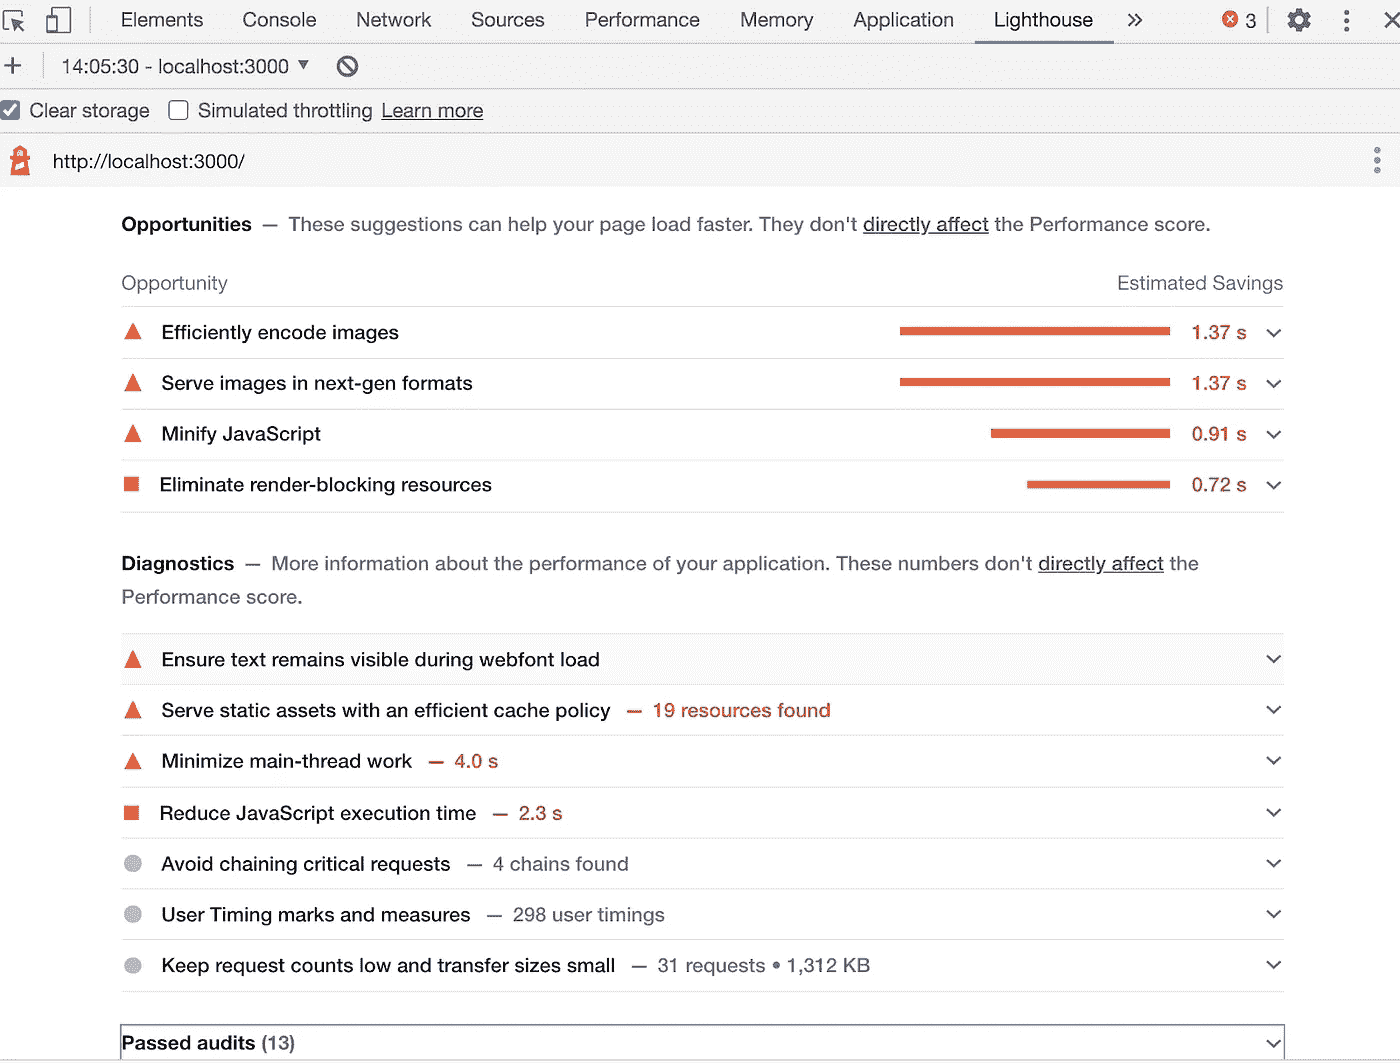 Elements Console Network Sources Performance Memory Application Lighthouse » 3
14:05:30 - localhost:3000
Clear storage Simulated throttling Learn more
http://localhost:3000/
Opportunities — These suggestions can help your page load faster. They don't directly affect the Performance score.
Opportunity Estimated Savings
Efficiently encode images 1.37 s
Serve images in next-gen formats 1.37 s
Minify JavaScript 0.91 s
Eliminate render-blocking resources 0.72 s
Diagnostics — More information about the performance of your application. These numbers don't directly affect the
Performance score.
Ensure text remains visible during webfont load
Serve static assets with an efficient cache policy — 19 resources found
Minimize main-thread work — 4.0 s
Reduce JavaScript execution time — 2.3 s
Avoid chaining critical requests — 4 chains found
User Timing marks and measures — 298 user timings
Keep request counts low and transfer sizes small — 31 requests • 1,312 KB
Passed audits (13)